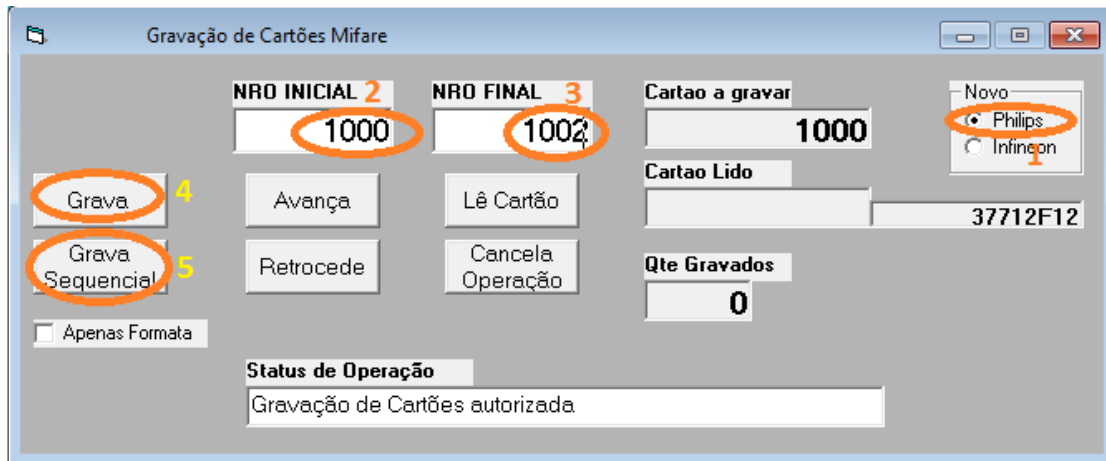 Gravação de Cartões Mifare
NRO INICIAL 2
NRO FINAL 3
Cartao a gravar
Novo
1000
1002
1000
Philips
Infineon
1
Cartao Lido
Grava 4
Avança
Lê Cartão
37712F12
Grava
Sequencial 5
Retrocede
Cancela
Operação
Qte Gravados
0
Apenas Formata
Status de Operação
Gravação de Cartões autorizada